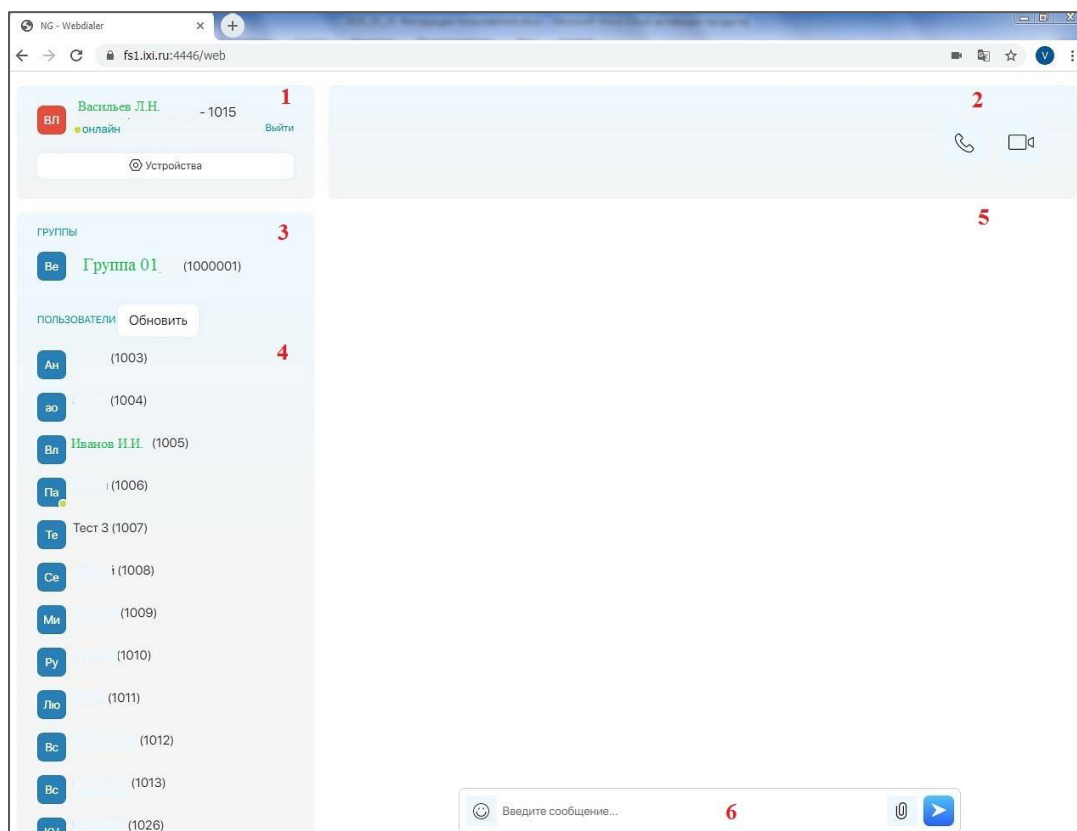 NG - Webdialer
fs1.ixi.ru:4446/web
V
ВЛ Васильев Л.Н. - 1015 1
онлайн Выйти
Устройства
2
5
ГРУППЫ 3
Ве Группа 01 (1000001)
ПОЛЬЗОВАТЕЛИ Обновить
Ан (1003) 4
ао (1004)
Вл Иванов И.И. (1005)
Па (1006)
Те Тест 3 (1007)
Се й (1008)
Ми (1009)
Ру (1010)
Лю (1011)
Вс (1012)
Вс (1013)
(1026)
Введите сообщение... 6